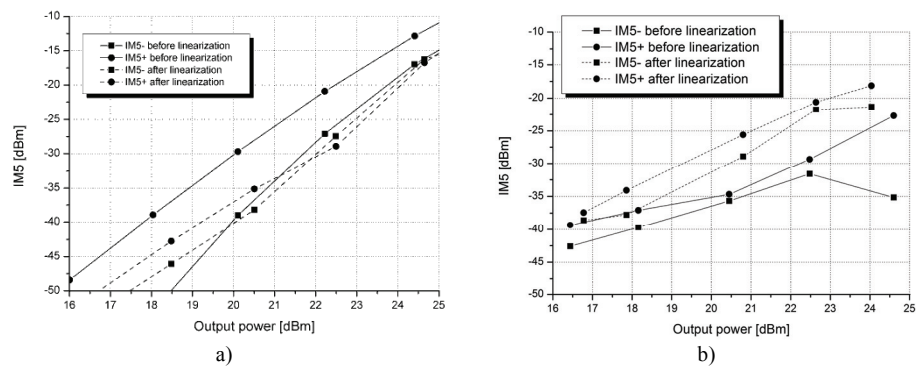 -10
-15
-20
-25
-30
-35
-40
-45
-50
IM5 [dBm]
IM5- before linearization
IM5+ before linearization
IM5- after linearization
IM5+ after linearization
16 17 18 19 20 21 22 23 24 25
Output power [dBm]
a)
-10
-15
-20
-25
-30
-35
-40
-45
-50
IM5 [dBm]
IM5- before linearization
IM5+ before linearization
IM5- after linearization
IM5+ after linearization
16 17 18 19 20 21 22 23 24 25
Output power [dBm]
b)